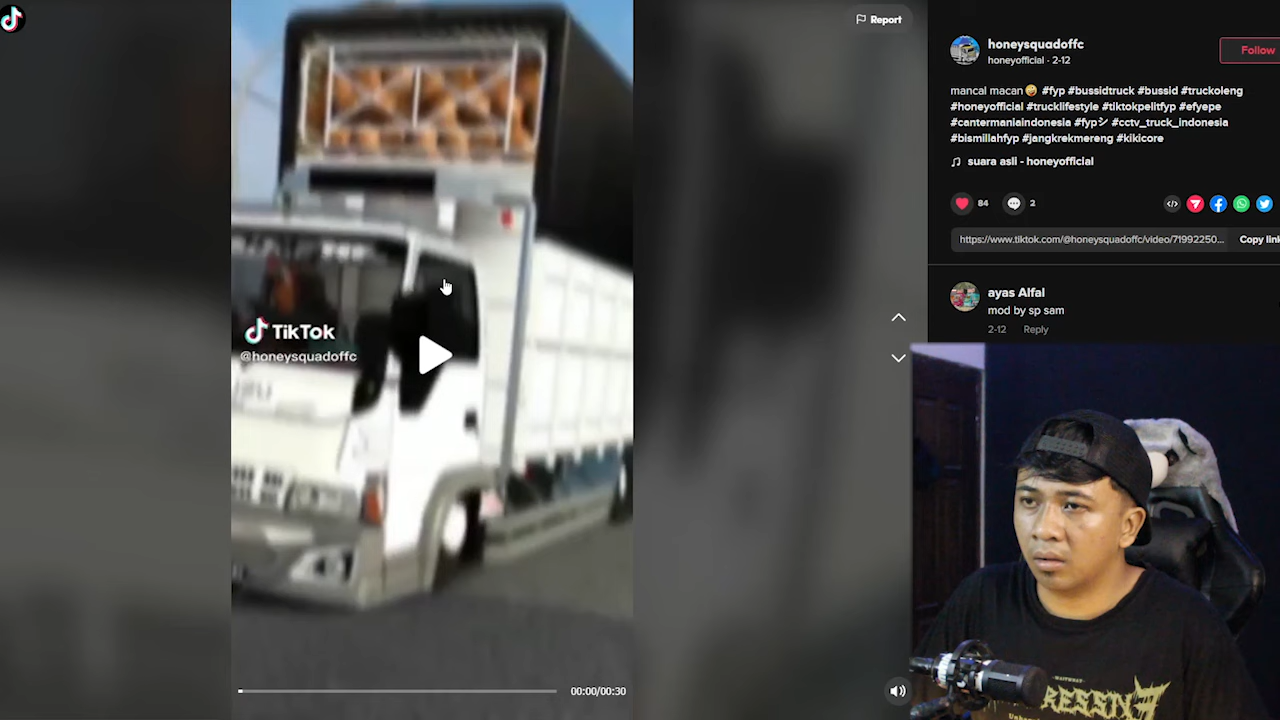 Report
honeysquadoffc
honeyofficial · 2-12
Follow
mancal macan🤪 #fyp #bussidtruck #bussid #truckoleng
#honeyofficial #trucklifestyle #tiktokpelitfyp #efyepe
#cantermaniaindonesia #fypシ #cctv_truck_indonesia
#bismillahfyp #jangkrekmereng #kikicore
suara asli - honeyofficial
84
2
https://www.tiktok.com/@honeysquadoffc/video/71992250...
Copy link
ayas Alfal
mod by sp sam
2-12 Reply
TikTok
@honeysquadoffc
00:00/00:30